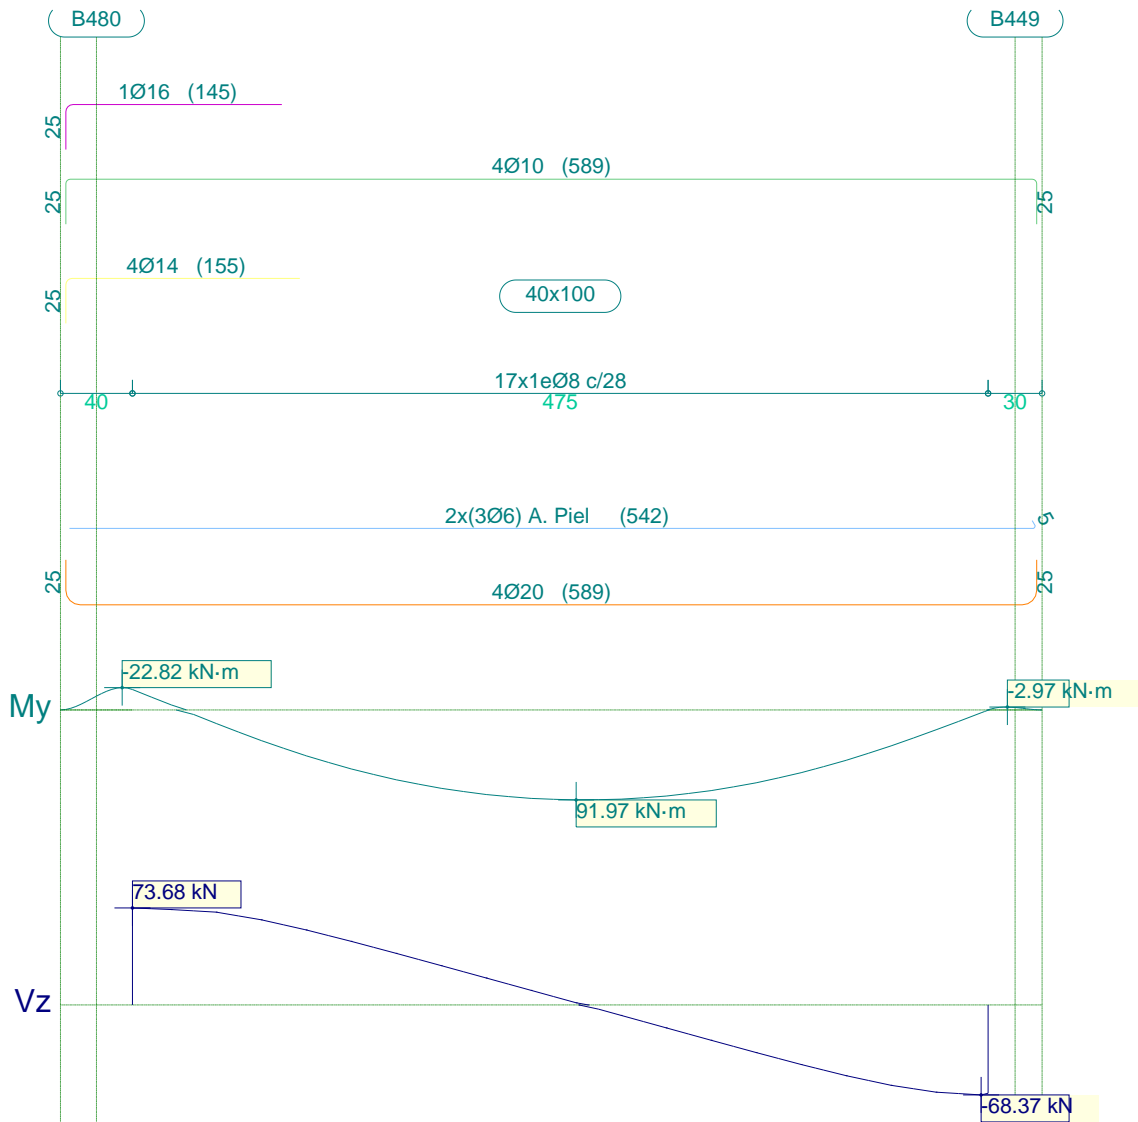 B480 B449
1Ø16 (145)
25
4Ø10 (589)
25 25
4Ø14 (155)
25
40x100
17x1eØ8 c/28
40 475 30
2x(3Ø6) A. Piel (542)
5
25 25
4Ø20 (589)
-22.82 kN·m
-2.97 kN·m
My
91.97 kN·m
73.68 kN
Vz
-68.37 kN